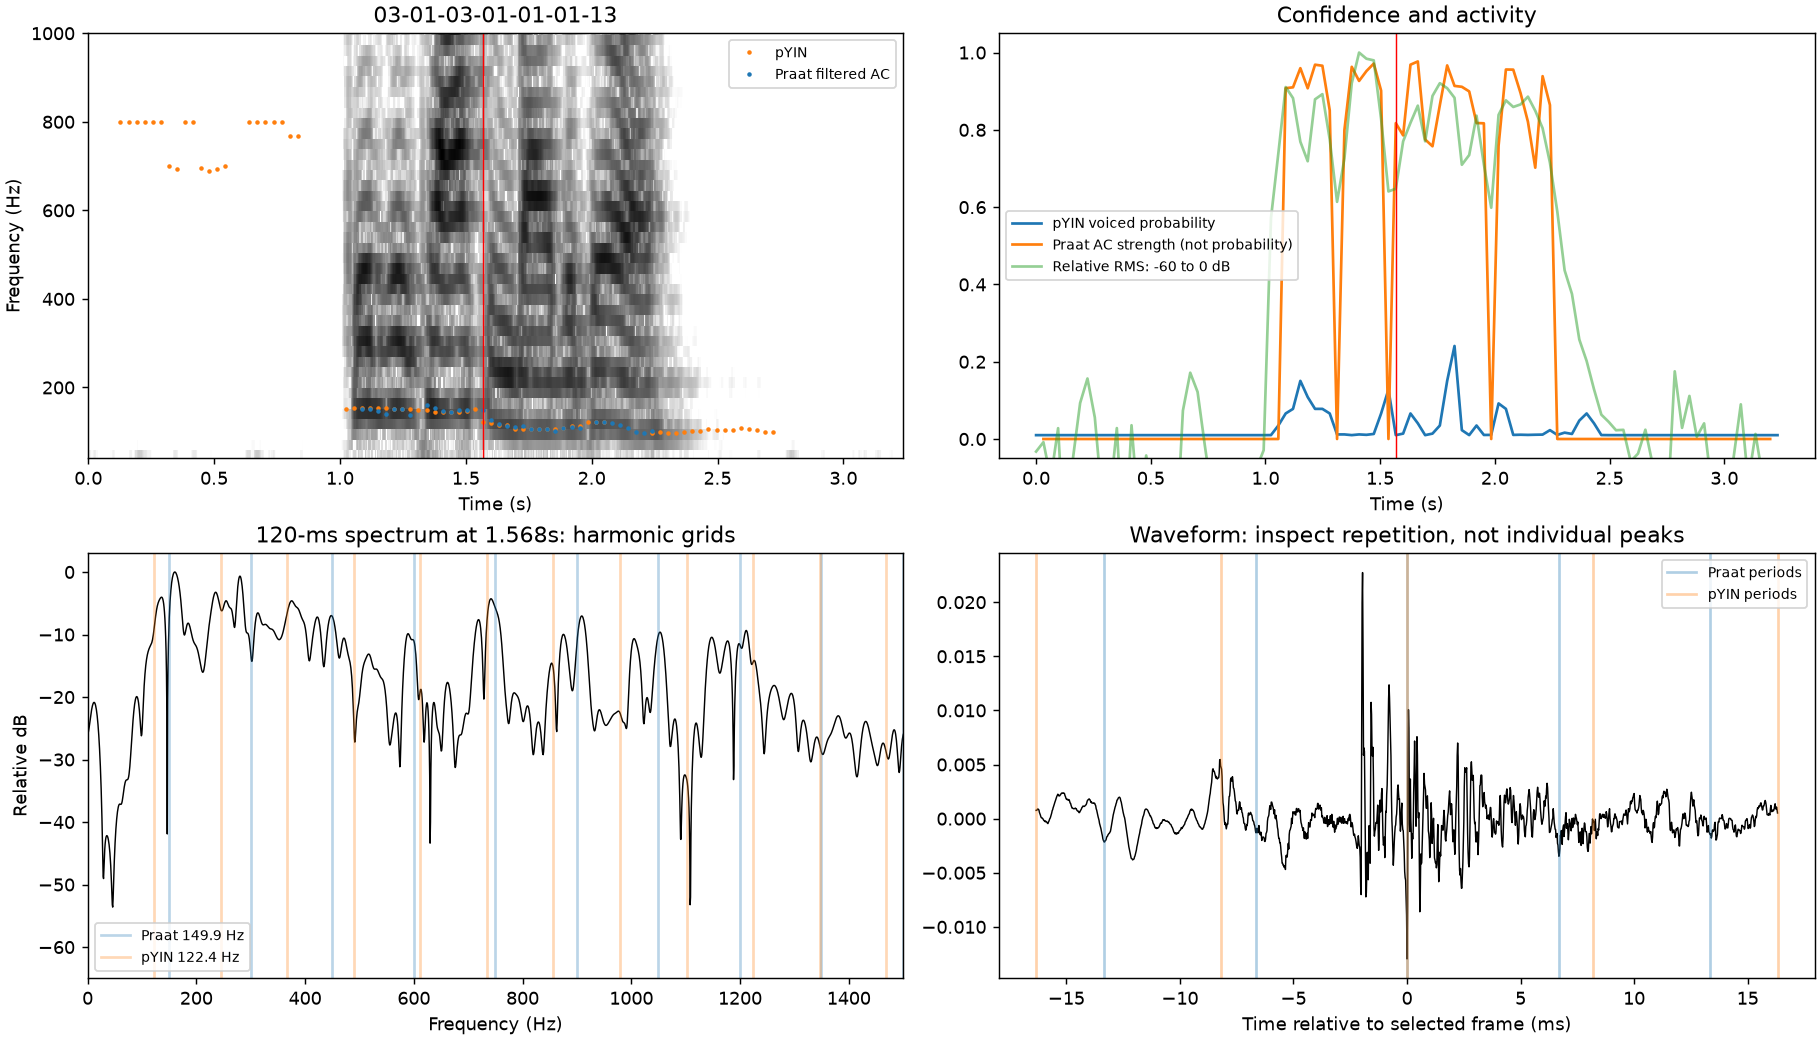 03-01-03-01-01-01-13
1000
800
600
400
200
Frequency (Hz)
0.0 0.5 1.0 1.5 2.0 2.5 3.0
Time (s)
pYIN
Praat filtered AC
Confidence and activity
1.0
0.8
0.6
0.4
0.2
0.0
pYIN voiced probability
Praat AC strength (not probability)
Relative RMS: -60 to 0 dB
0.0 0.5 1.0 1.5 2.0 2.5 3.0
Time (s)
120-ms spectrum at 1.568s: harmonic grids
0
−10
−20
−30
−40
−50
−60
Relative dB
Praat 149.9 Hz
pYIN 122.4 Hz
0 200 400 600 800 1000 1200 1400
Frequency (Hz)
Waveform: inspect repetition, not individual peaks
0.020
0.015
0.010
0.005
0.000
−0.005
−0.010
Praat periods
pYIN periods
−15 −10 −5 0 5 10 15
Time relative to selected frame (ms)